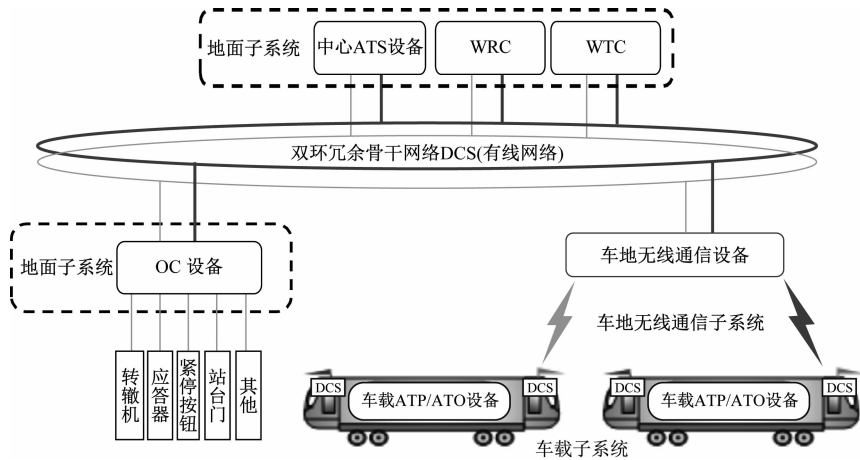 地面子系统
中心ATS设备
WRC
WTC
双环冗余骨干网络DCS(有线网络)
地面子系统
OC 设备
车地无线通信设备
车地无线通信子系统
转辙机
应答器
紧停按钮
站台门
其他
DCS
车载ATP/ATO设备
DCS
DCS
车载ATP/ATO设备
DCS
车载子系统